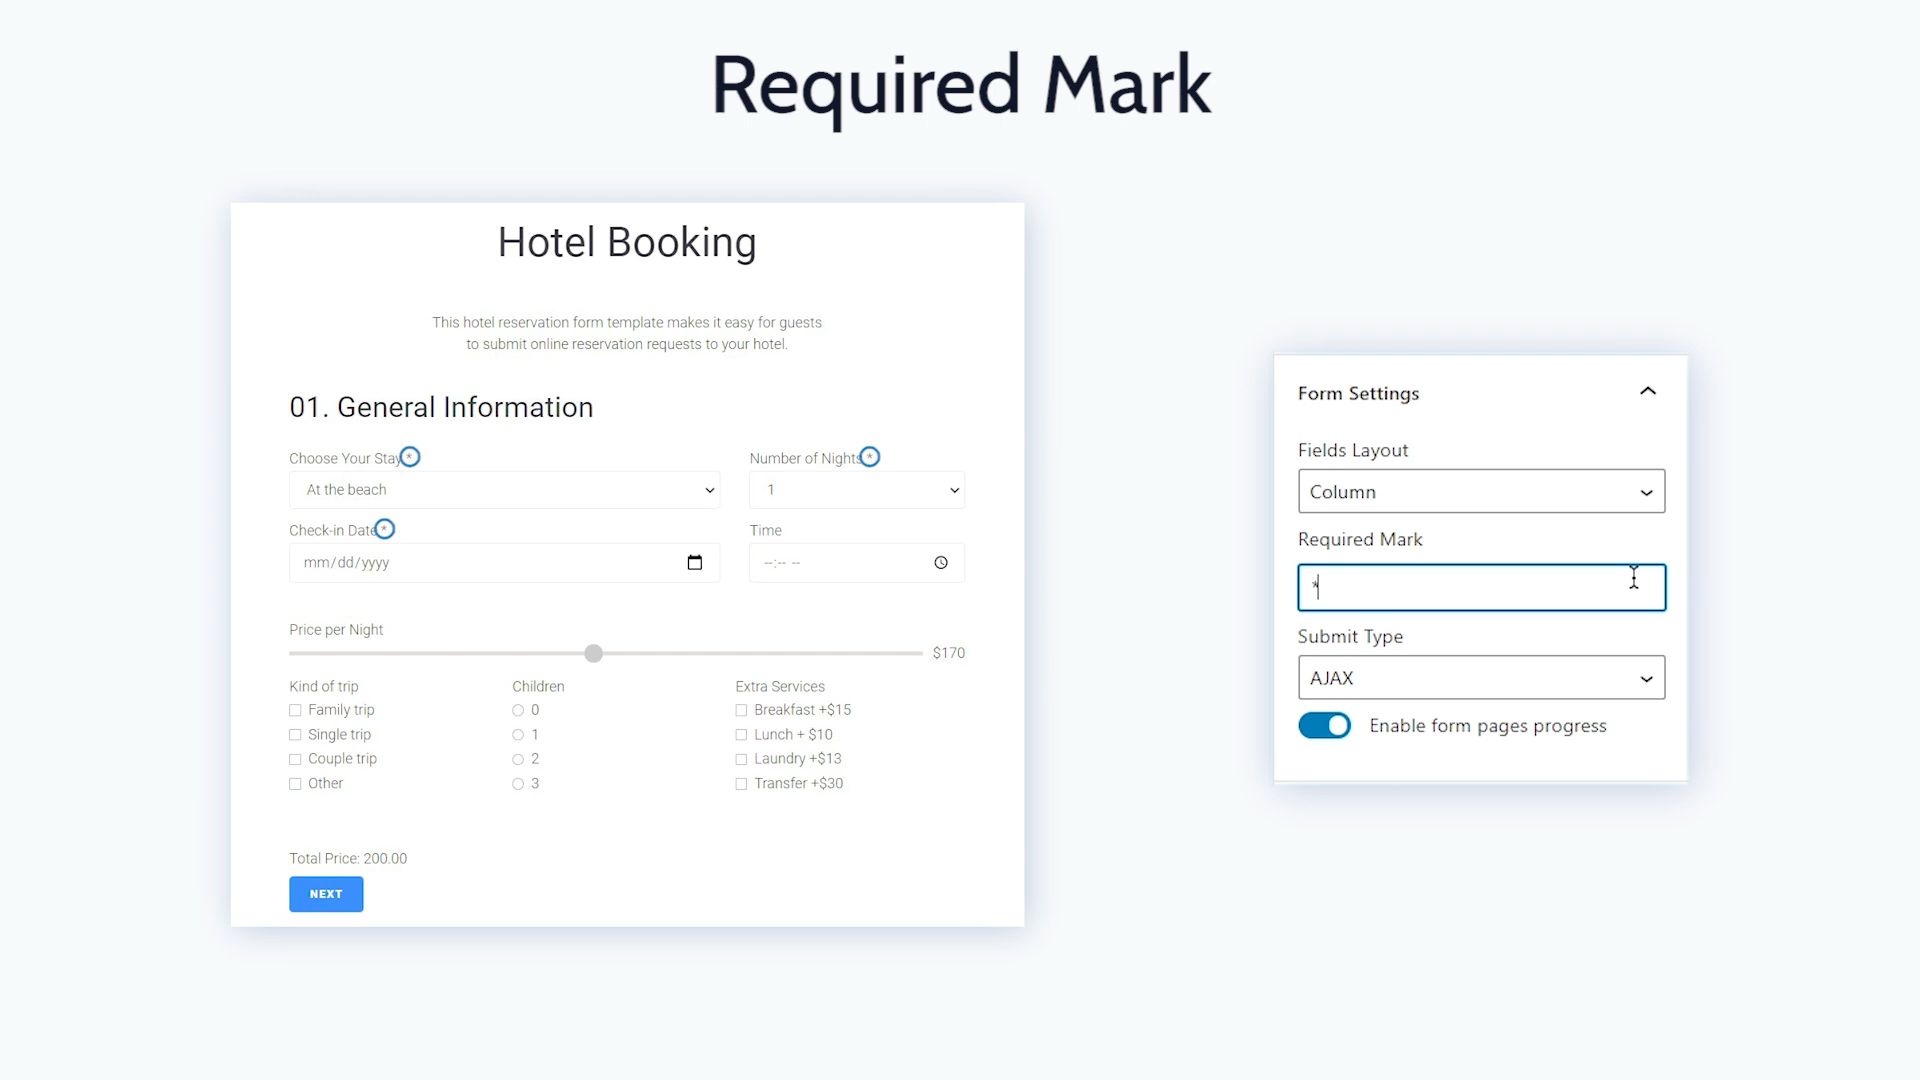 Required Mark
Hotel Booking
This hotel reservation form template makes it easy for guests
to submit online reservation requests to your hotel.
01. General Information
Choose Your Stay *
Number of Nights *
At the beach
1
Check-in Date *
Time
mm/dd/yyyy
--:-- --
Price per Night
$170
Kind of trip
Family trip
Single trip
Couple trip
Other
Children
0
1
2
3
Extra Services
Breakfast +$15
Lunch + $10
Laundry +$13
Transfer +$30
Total Price: 200.00
NEXT
Form Settings
Fields Layout
Column
Required Mark
*
Submit Type
AJAX
Enable form pages progress